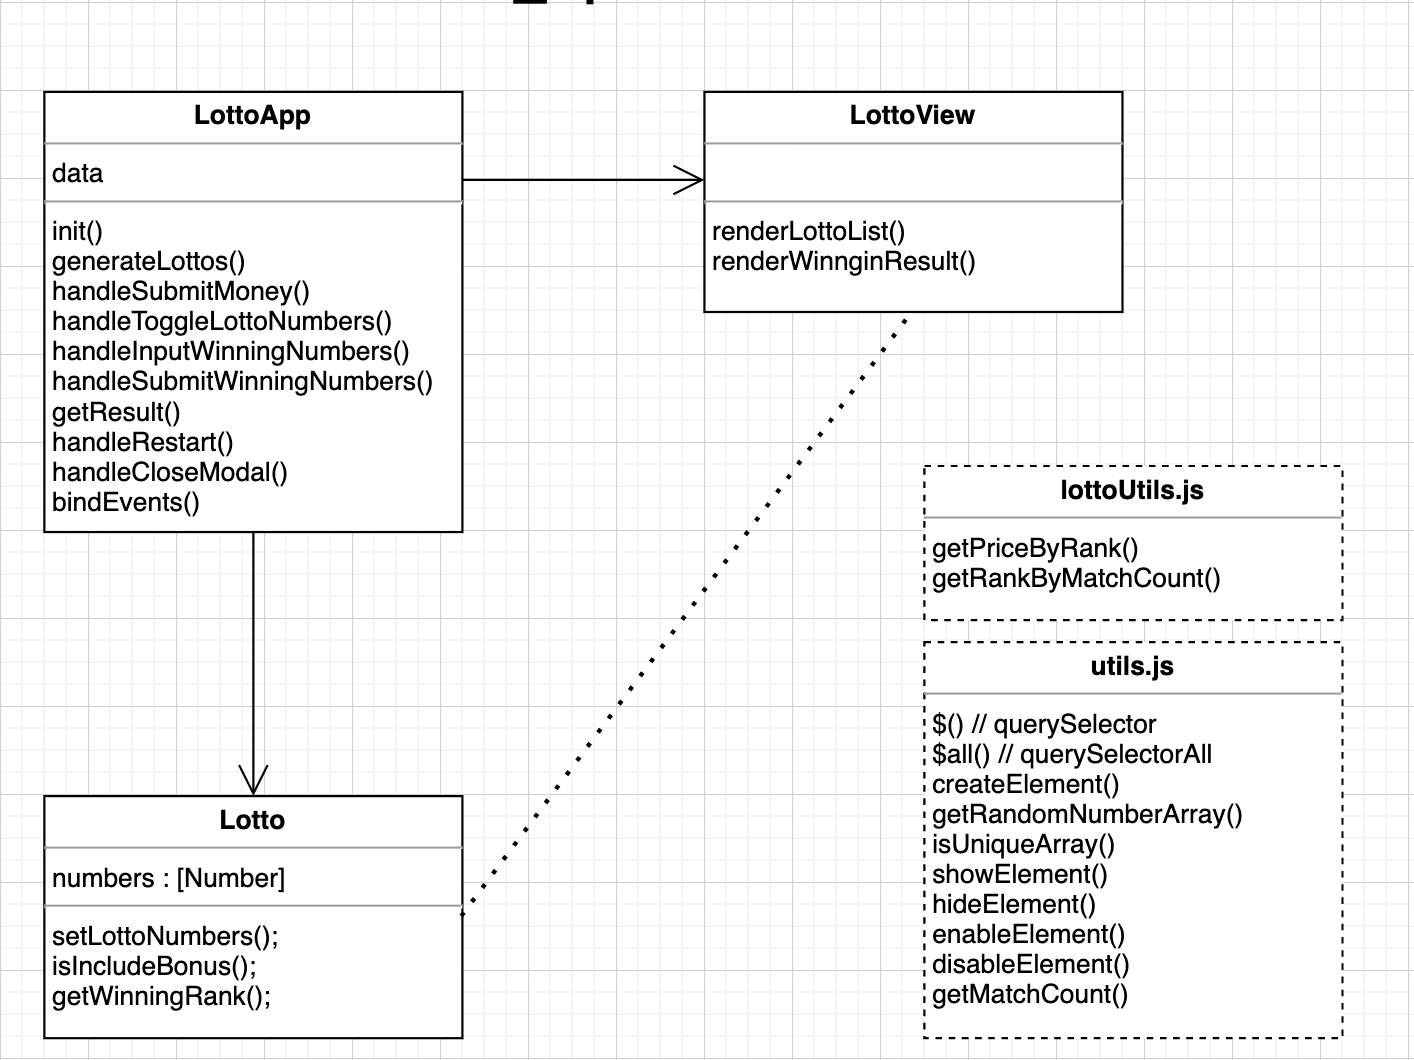 LottoApp
data
init()
generateLottos()
handleSubmitMoney()
handleToggleLottoNumbers()
handleInputWinningNumbers()
handleSubmitWinningNumbers()
getResult()
handleRestart()
handleCloseModal()
bindEvents()
LottoView
renderLottoList()
renderWinnginResult()
Lotto
numbers : [Number]
setLottoNumbers();
isIncludeBonus();
getWinningRank();
lottoUtils.js
getPriceByRank()
getRankByMatchCount()
utils.js
$() // querySelector
$all() // querySelectorAll
createElement()
getRandomNumberArray()
isUniqueArray()
showElement()
hideElement()
enableElement()
disableElement()
getMatchCount()